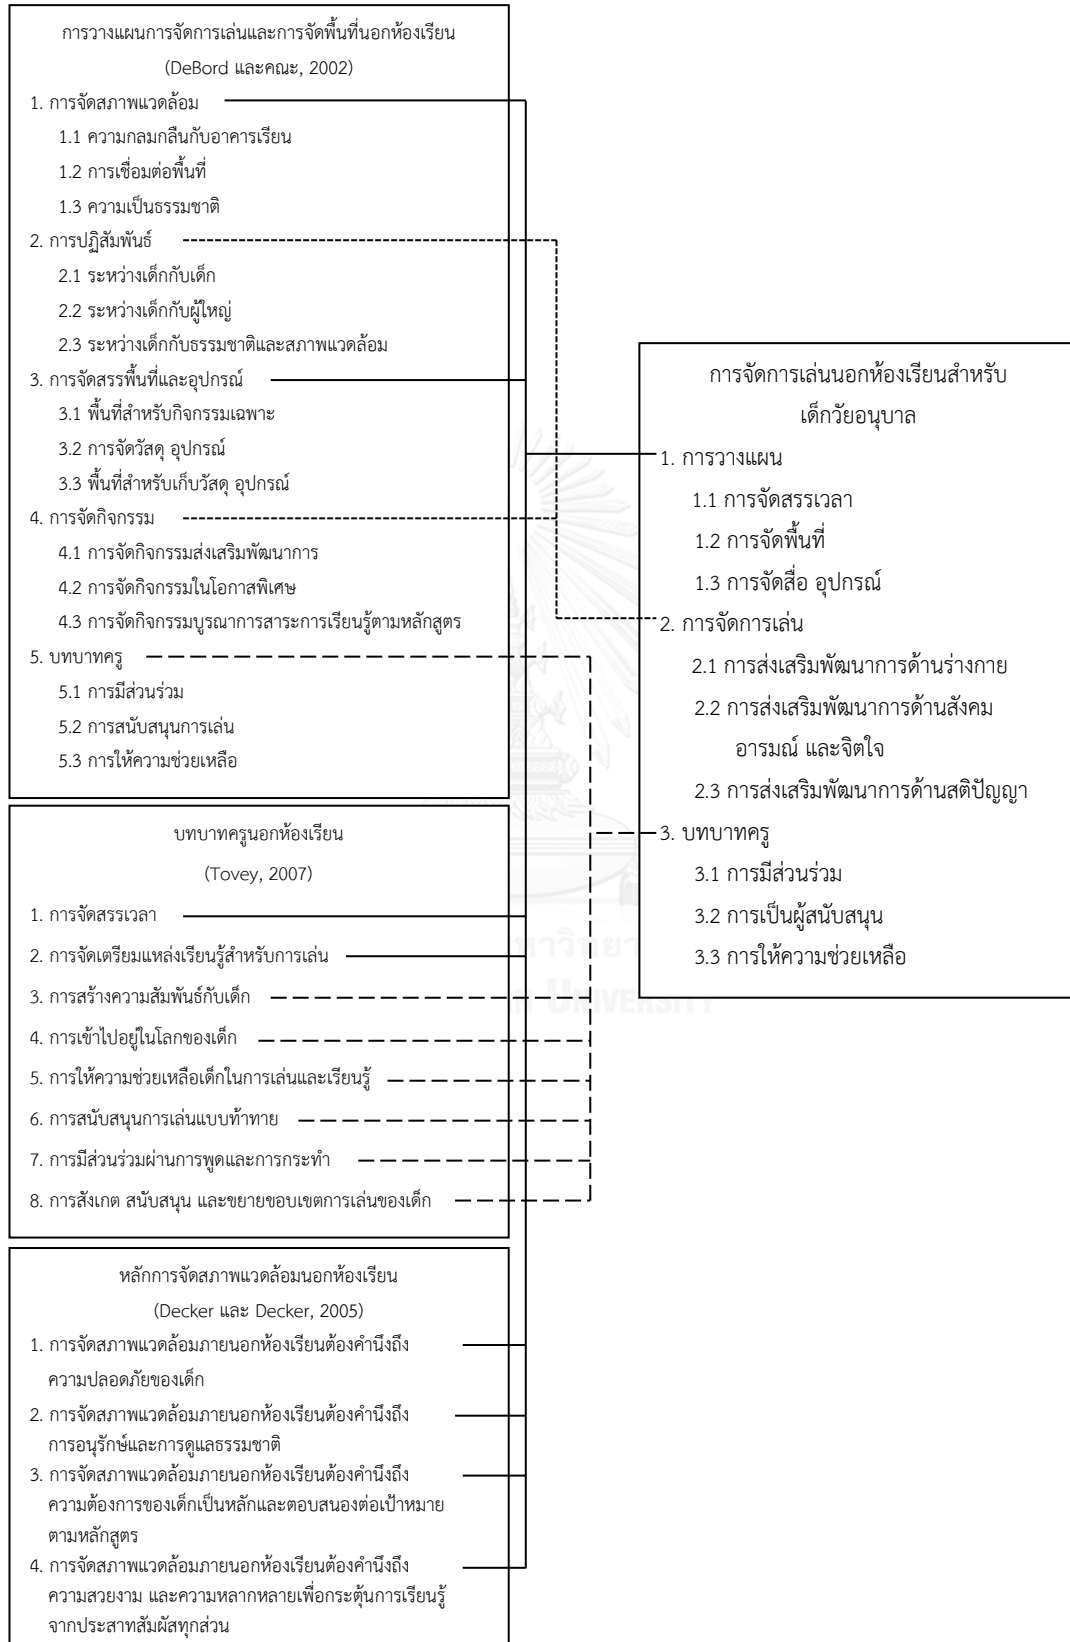 การวางแผนการจัดการเล่นและการจัดพื้นที่นอกห้องเรียน
(DeBord และคณะ, 2002)
1. การจัดสภาพแวดล้อม
1.1 ความกลมกลืนกับอาคารเรียน
1.2 การเชื่อมต่อพื้นที่
1.3 ความเป็นธรรมชาติ
2. การปฏิสัมพันธ์
2.1 ระหว่างเด็กกับเด็ก
2.2 ระหว่างเด็กกับผู้ใหญ่
2.3 ระหว่างเด็กกับธรรมชาติและสภาพแวดล้อม
3. การจัดสรรพื้นที่และอุปกรณ์
3.1 พื้นที่สำหรับกิจกรรมเฉพาะ
3.2 การจัดวัสดุ อุปกรณ์
3.3 พื้นที่สำหรับเก็บวัสดุ อุปกรณ์
4. การจัดกิจกรรม
4.1 การจัดกิจกรรมส่งเสริมพัฒนาการ
4.2 การจัดกิจกรรมในโอกาสพิเศษ
4.3 การจัดกิจกรรมบูรณาการสาระการเรียนรู้ตามหลักสูตร
5. บทบาทครู
5.1 การมีส่วนร่วม
5.2 การสนับสนุนการเล่น
5.3 การให้ความช่วยเหลือ
บทบาทครูนอกห้องเรียน
(Tovey, 2007)
1. การจัดสรรเวลา
2. การจัดเตรียมแหล่งเรียนรู้สำหรับการเล่น
3. การสร้างความสัมพันธ์กับเด็ก
4. การเข้าไปอยู่ในโลกของเด็ก
5. การให้ความช่วยเหลือเด็กในการเล่นและเรียนรู้
6. การสนับสนุนการเล่นแบบท้าทาย
7. การมีส่วนร่วมผ่านการพูดและการกระทำ
8. การสังเกต สนับสนุน และขยายขอบเขตการเล่นของเด็ก
หลักการจัดสภาพแวดล้อมนอกห้องเรียน
(Decker และ Decker, 2005)
1. การจัดสภาพแวดล้อมภายนอกห้องเรียนต้องคำนึงถึง
ความปลอดภัยของเด็ก
2. การจัดสภาพแวดล้อมภายนอกห้องเรียนต้องคำนึงถึง
การอนุรักษ์และการดูแลธรรมชาติ
3. การจัดสภาพแวดล้อมภายนอกห้องเรียนต้องคำนึงถึง
ความต้องการของเด็กเป็นหลักและตอบสนองต่อเป้าหมาย
ตามหลักสูตร
4. การจัดสภาพแวดล้อมภายนอกห้องเรียนต้องคำนึงถึง
ความสวยงาม และความหลากหลายเพื่อกระตุ้นการเรียนรู้
จากประสาทสัมผัสทุกส่วน
การจัดการเล่นนอกห้องเรียนสำหรับ
เด็กวัยอนุบาล
1. การวางแผน
1.1 การจัดสรรเวลา
1.2 การจัดพื้นที่
1.3 การจัดสื่อ อุปกรณ์
2. การจัดการเล่น
2.1 การส่งเสริมพัฒนาการด้านร่างกาย
2.2 การส่งเสริมพัฒนาการด้านสังคม
อารมณ์ และจิตใจ
2.3 การส่งเสริมพัฒนาการด้านสติปัญญา
3. บทบาทครู
3.1 การมีส่วนร่วม
3.2 การเป็นผู้สนับสนุน
3.3 การให้ความช่วยเหลือ
UNIVERSITY